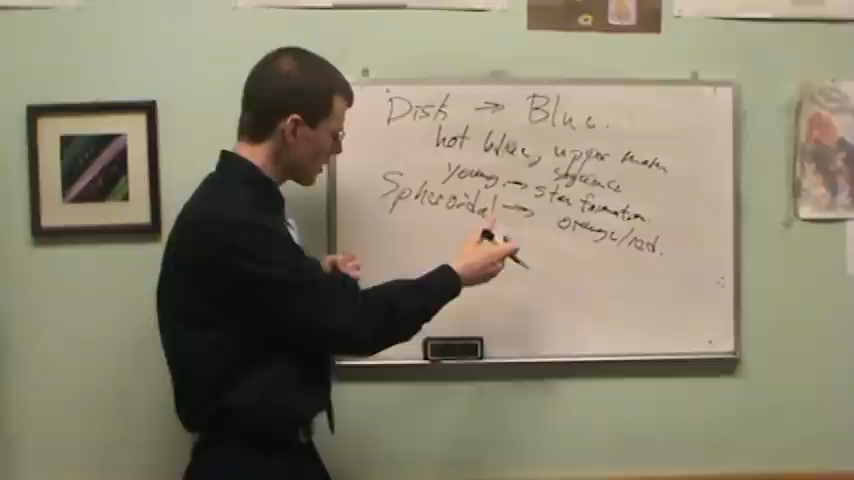 Disk → Blue.
hot blue, upper main
sequence
young → star formation.
Spheroidal → orange/red.